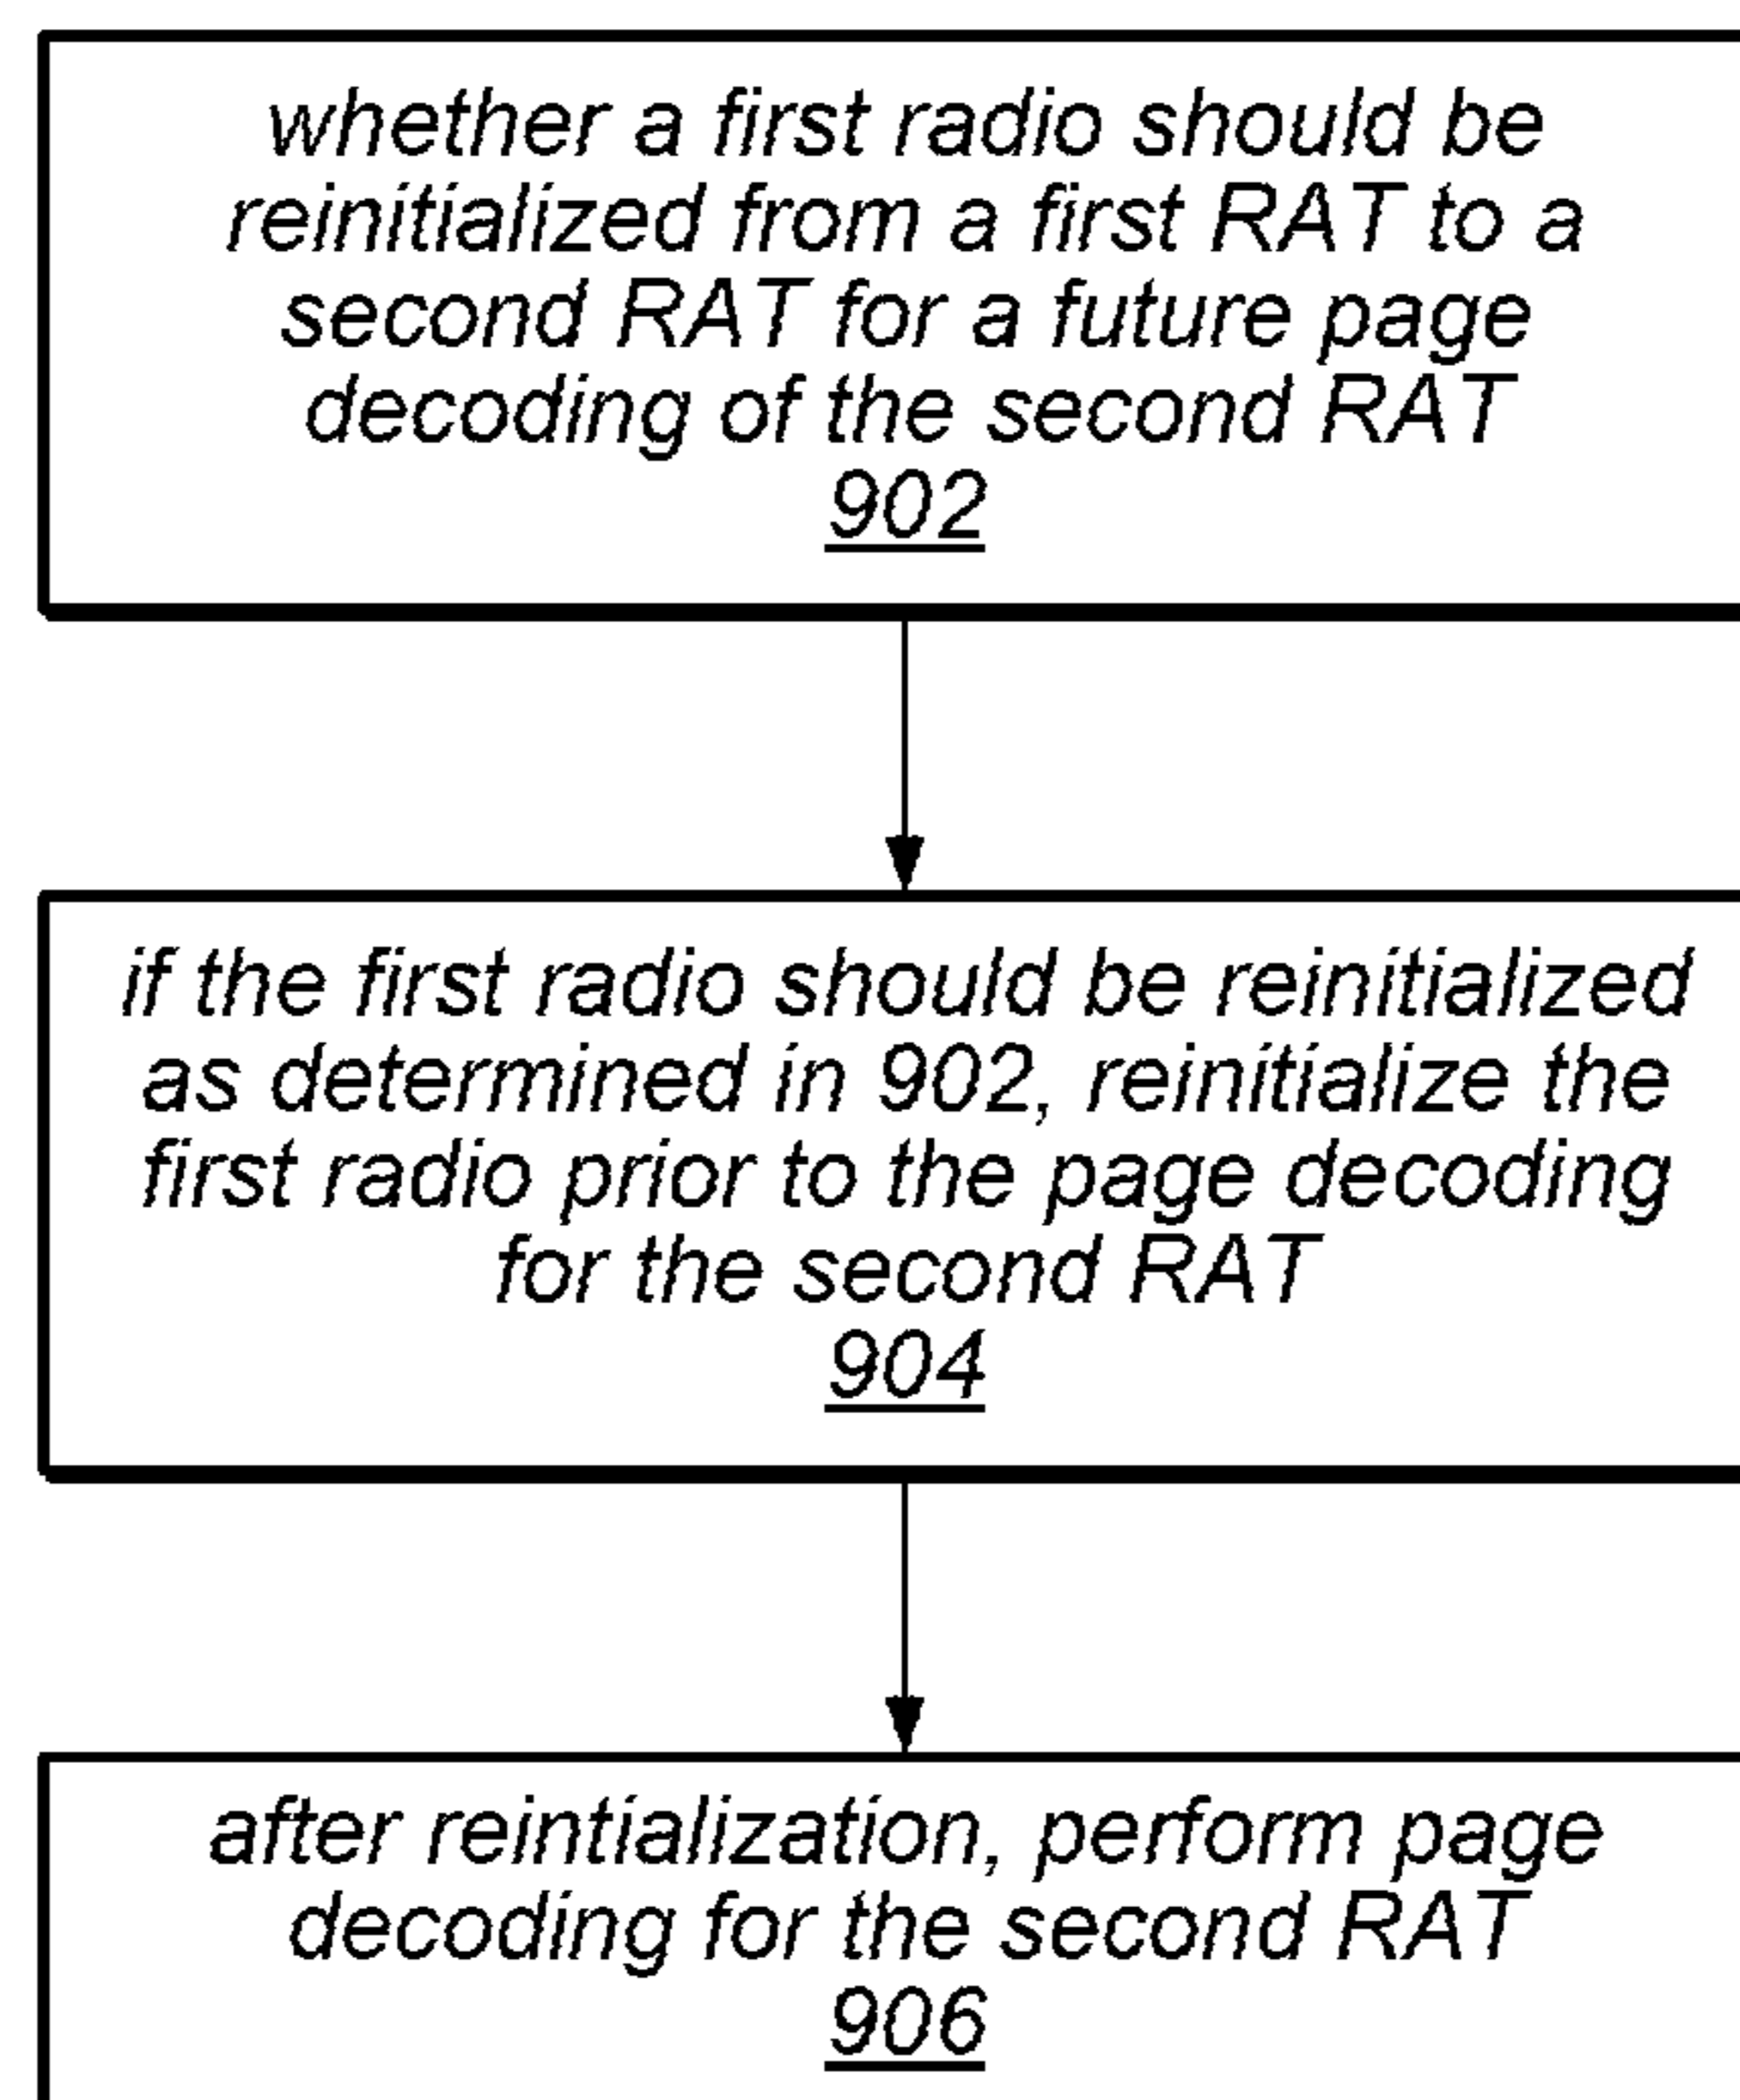 whether a first radio should be
reinitialized from a first RAT to a
second RAT for a future page
decoding of the second RAT
902
if the first radio should be reinitialized
as determined in 902, reinitialize the
first radio prior to the page decoding
for the second RAT
904
after reintialization, perform page
decoding for the second RAT
906